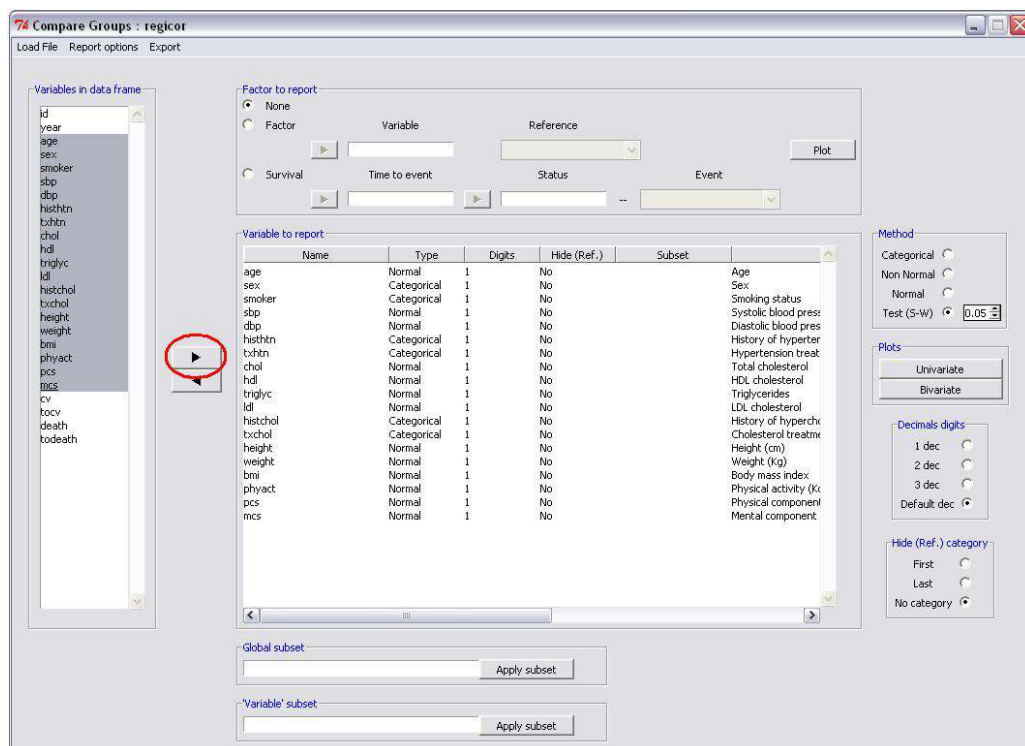 76 Compare Groups : regicor
Load File Report options Export
Variables in data frame
id
year
age
sex
smoker
sbp
dbp
histhtn
txhtn
chol
hdl
triglyc
ldl
histchol
txchol
height
weight
bmi
phyact
pcs
mcs
cv
tocv
death
todeath
Factor to report
None
Factor Variable Reference
Plot
Survival Time to event Status Event
--
Variable to report
Name Type Digits Hide (Ref.) Subset
age Normal 1 No Age
sex Categorical 1 No Sex
smoker Categorical 1 No Smoking status
sbp Normal 1 No Systolic blood press
dbp Normal 1 No Diastolic blood pres
histhtn Categorical 1 No History of hyperter
txhtn Categorical 1 No Hypertension treat
chol Normal 1 No Total cholesterol
hdl Normal 1 No HDL cholesterol
triglyc Normal 1 No Triglycerides
ldl Normal 1 No LDL cholesterol
histchol Categorical 1 No History of hypercho
txchol Categorical 1 No Cholesterol treatme
height Normal 1 No Height (cm)
weight Normal 1 No Weight (Kg)
bmi Normal 1 No Body mass index
phyact Normal 1 No Physical activity (Kc
pcs Normal 1 No Physical component
mcs Normal 1 No Mental component
Method
Categorical
Non Normal
Normal
Test (S-W) 0.05
Plots
Univariate
Bivariate
Decimals digits
1 dec
2 dec
3 dec
Default dec
Hide (Ref.) category
First
Last
No category
Global subset
Apply subset
'Variable' subset
Apply subset